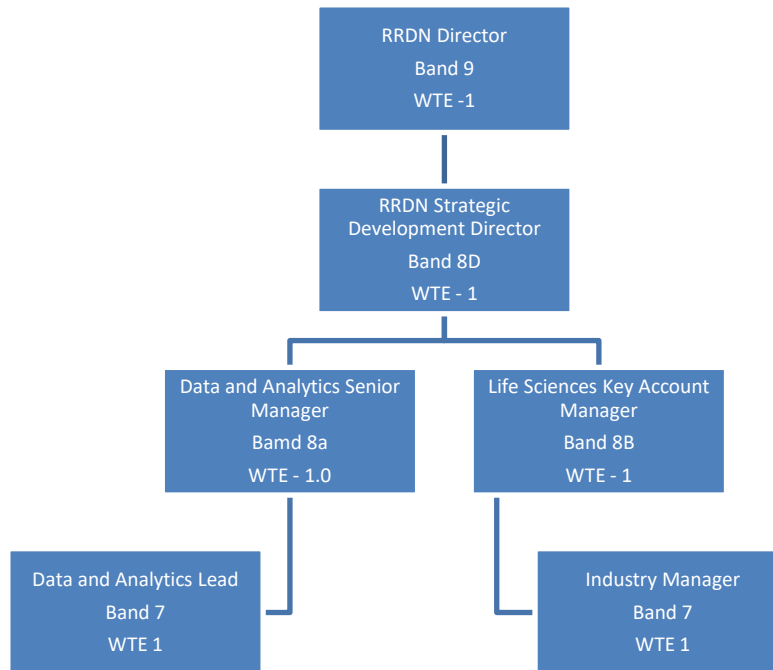 RRDN Director
Band 9
WTE -1
RRDN Strategic
Development Director
Band 8D
WTE - 1
Data and Analytics Senior
Manager
Bamd 8a
WTE - 1.0
Life Sciences Key Account
Manager
Band 8B
WTE - 1
Data and Analytics Lead
Band 7
WTE 1
Industry Manager
Band 7
WTE 1